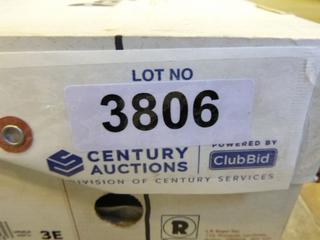 LOT NO
3806
CENTURY
AUCTIONS
POWERED BY
ClubBid
DIVISION OF CENTURY SERVICES
3E
R